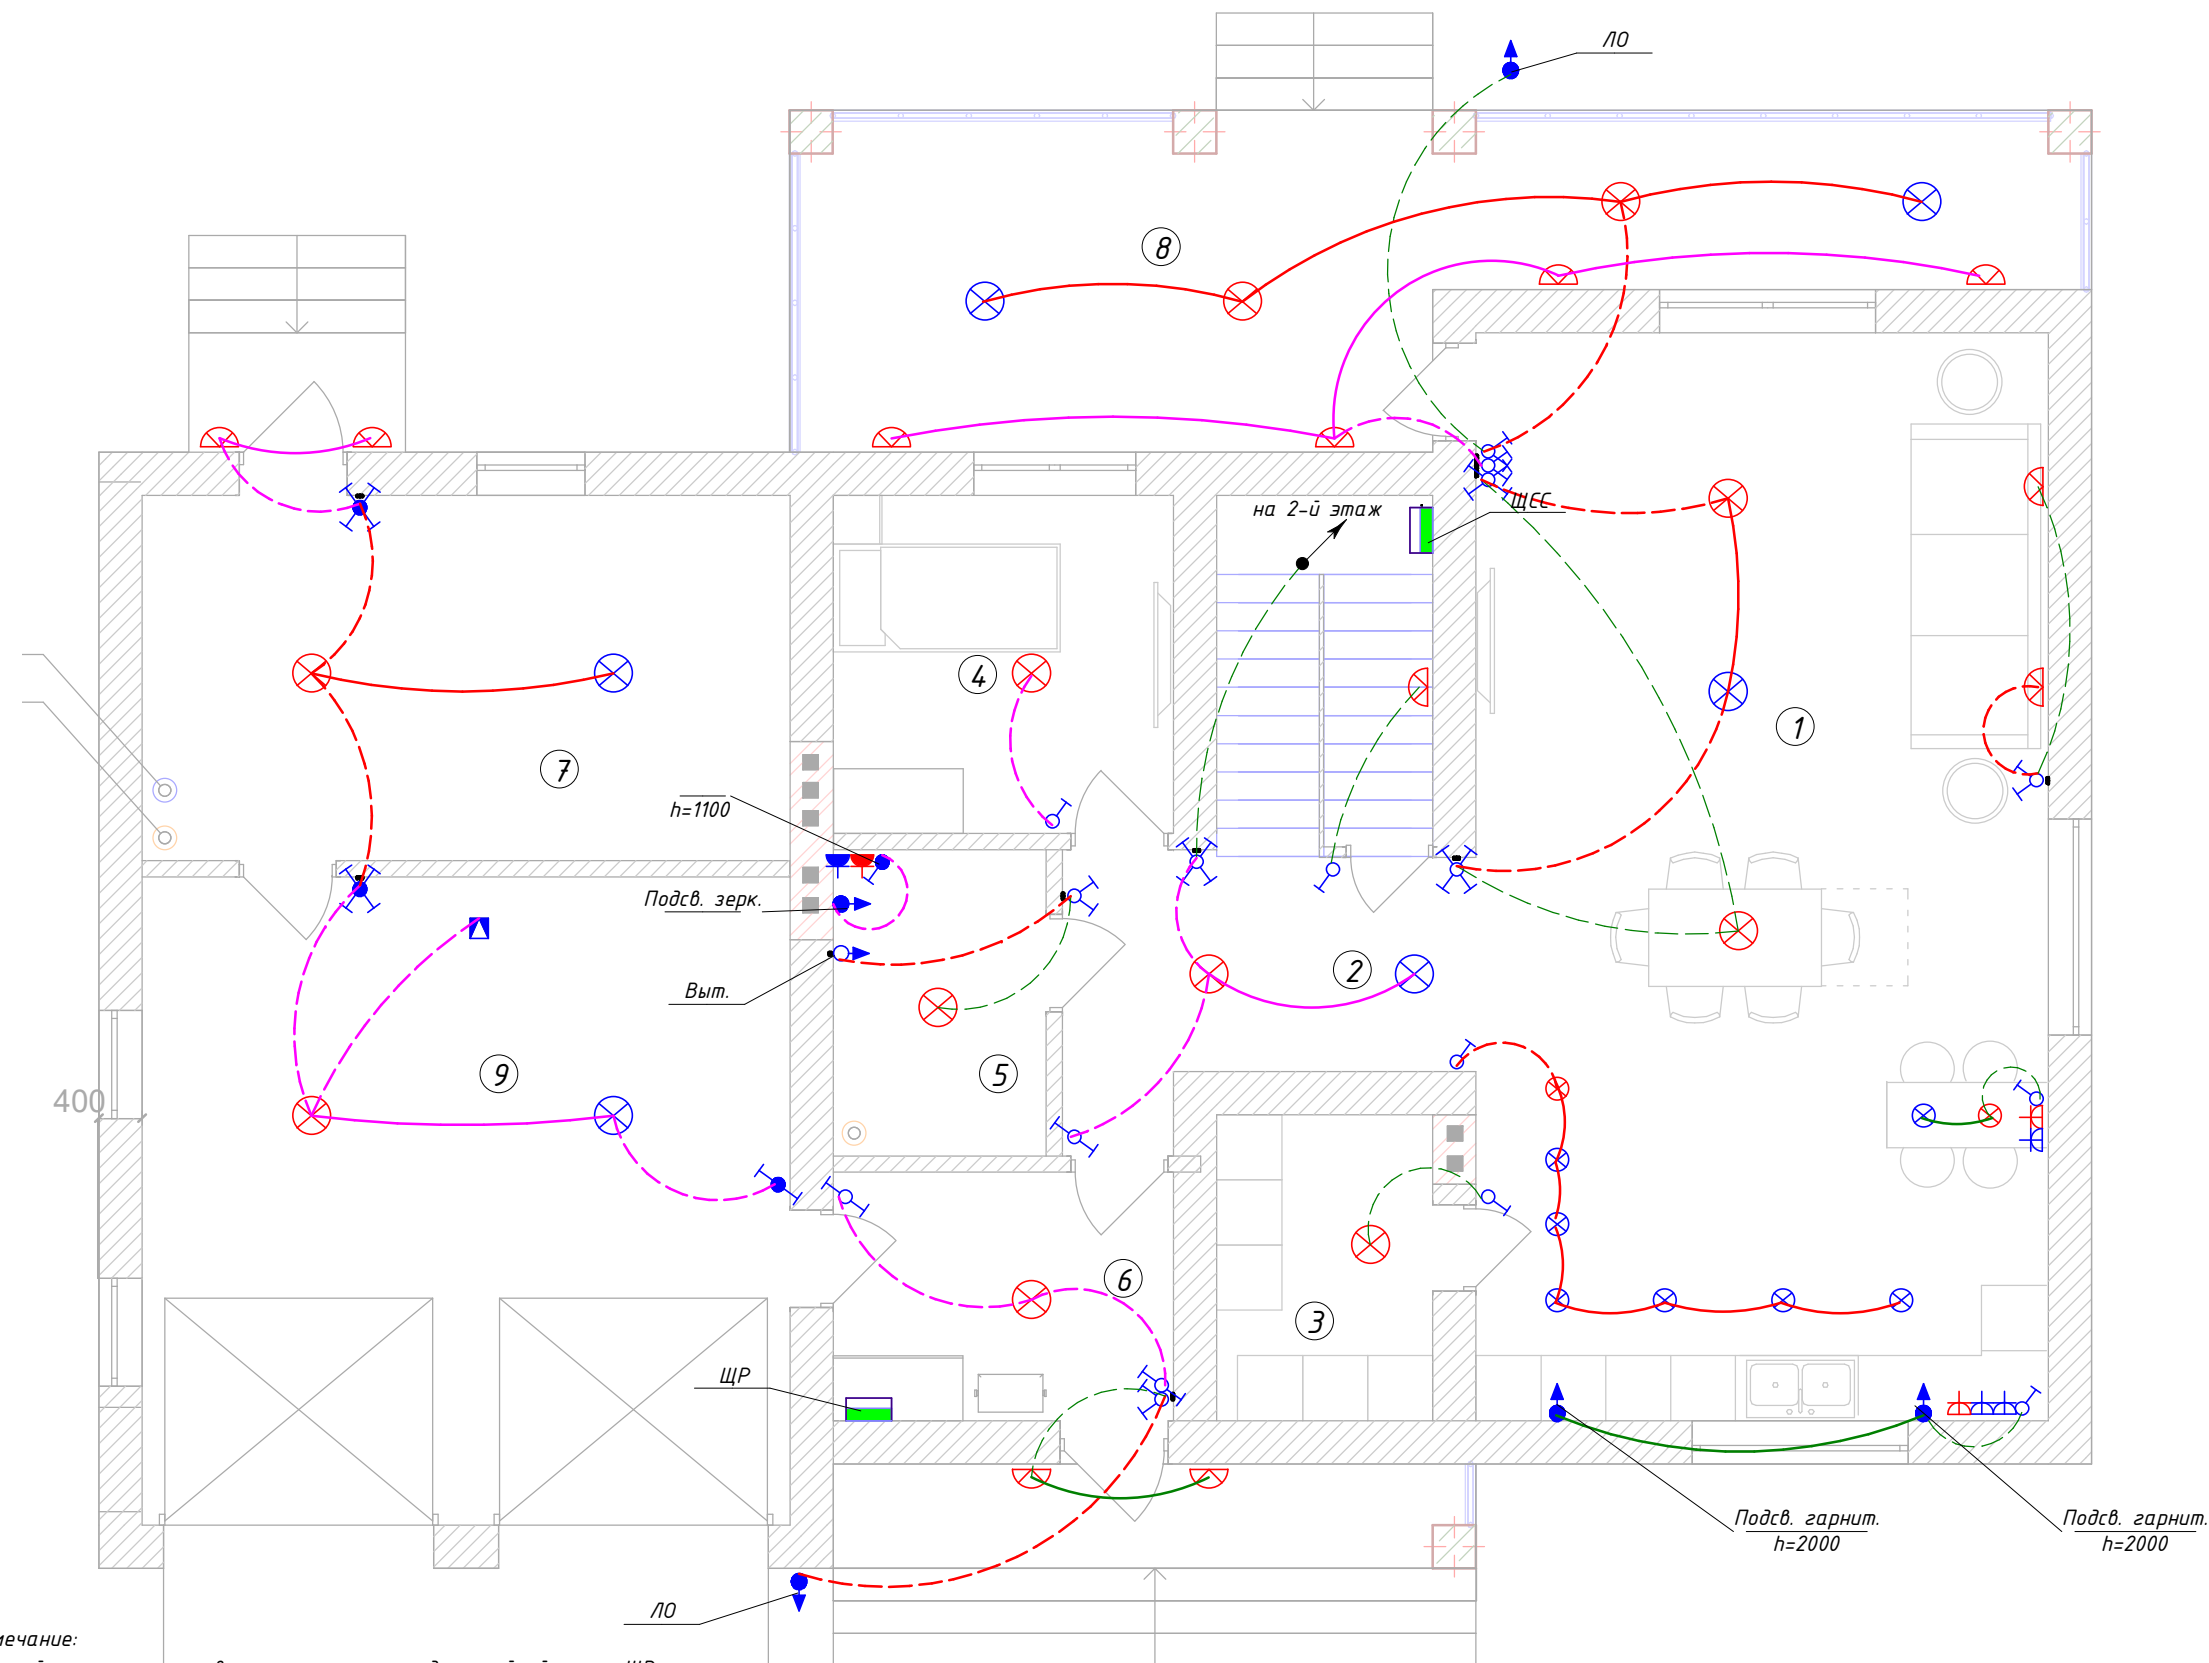 ЛО
8
на 2-й этаж
ЩСС
4
1
7
h=1100
Подсв. зерк.
2
Выт.
5
9
400
6
3
ЩР
Подсв. гарнит.
h=2000
Подсв. гарнит.
h=2000
ЛО
мечание: